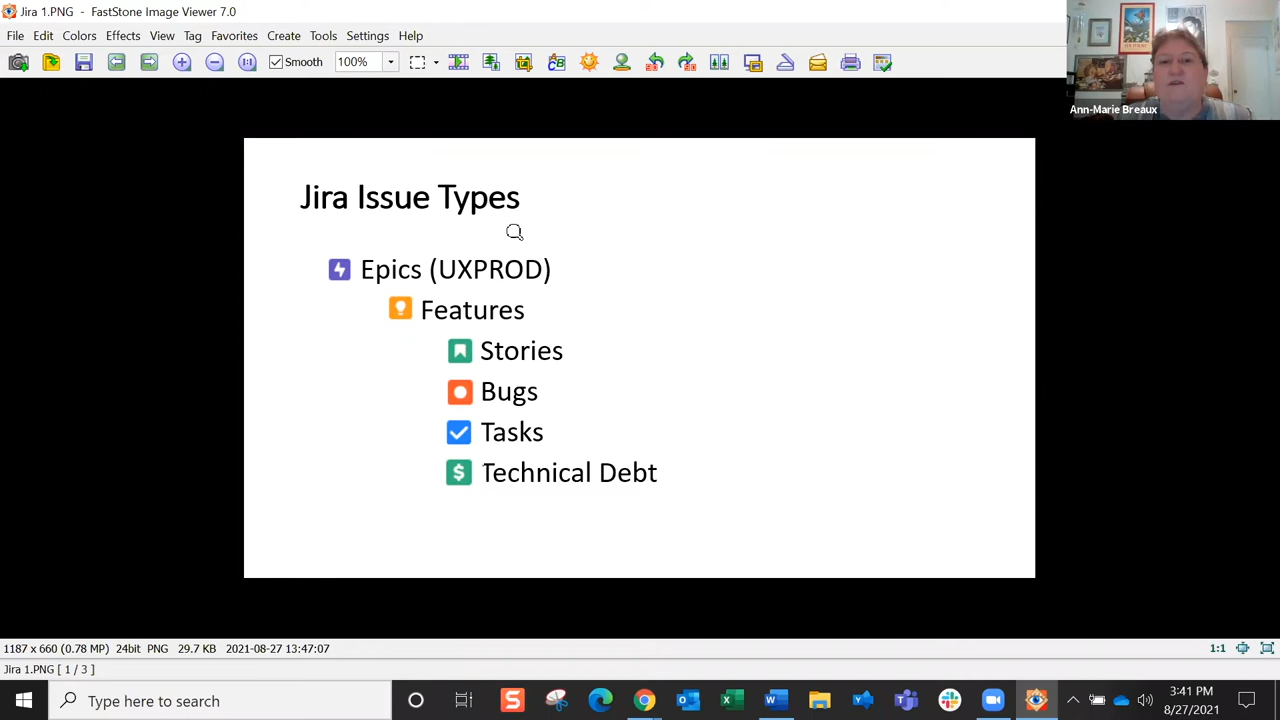 Jira 1.PNG - FastStone Image Viewer 7.0
File Edit Colors Effects View Tag Favorites Create Tools Settings Help
Smooth 100%
Ann-Marie Breaux
Jira Issue Types
Epics (UXPROD)
Features
Stories
Bugs
Tasks
Technical Debt
1187 x 660 (0.78 MP) 24bit PNG 29.7 KB 2021-08-27 13:47:07 1:1
Jira 1.PNG [ 1 / 3 ]
Type here to search
3:41 PM
8/27/2021